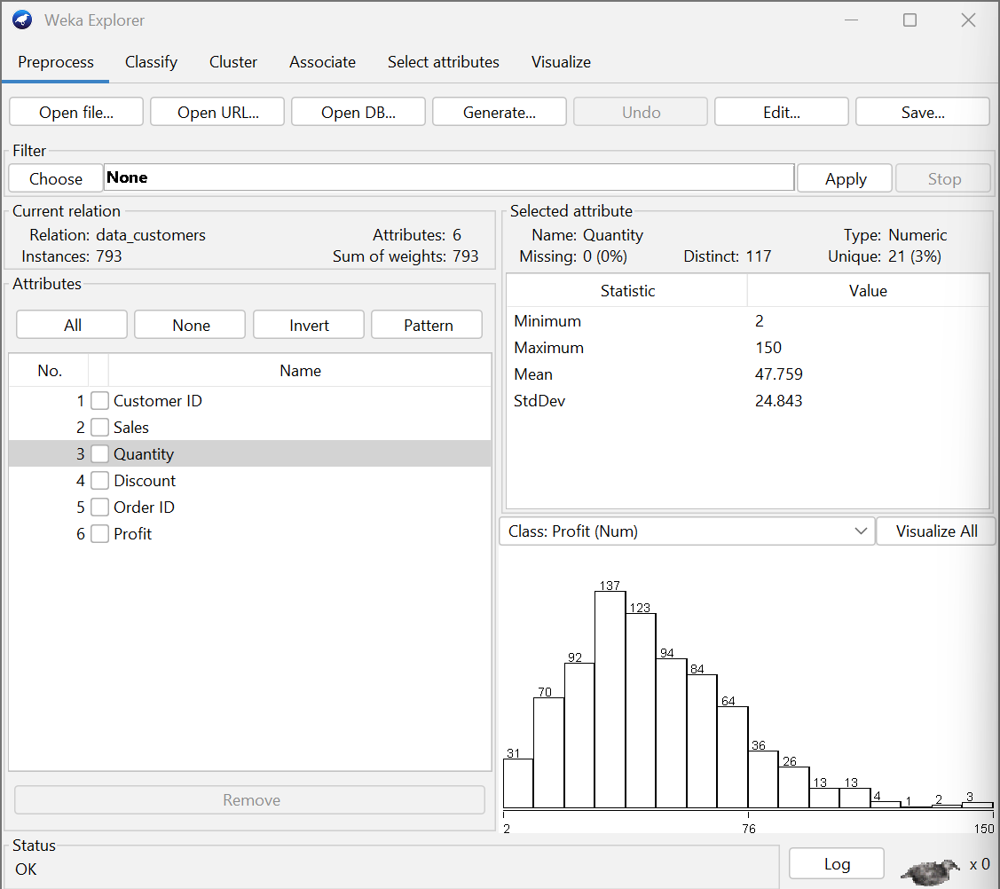 Weka Explorer
Preprocess Classify Cluster Associate Select attributes Visualize
Open file... Open URL... Open DB... Generate... Undo Edit... Save...
Filter
Choose None Apply Stop
Current relation
Relation: data_customers Attributes: 6
Instances: 793 Sum of weights: 793
Attributes
All None Invert Pattern
No. Name
1 Customer ID
2 Sales
3 Quantity
4 Discount
5 Order ID
6 Profit
Remove
Selected attribute
Name: Quantity Type: Numeric
Missing: 0 (0%) Distinct: 117 Unique: 21 (3%)
Statistic Value
Minimum 2
Maximum 150
Mean 47.759
StdDev 24.843
Class: Profit (Num) Visualize All
31 70 92 137 123 94 84 64 36 26 13 13 4 1 2 3
2 76 150
Status
OK Log x 0